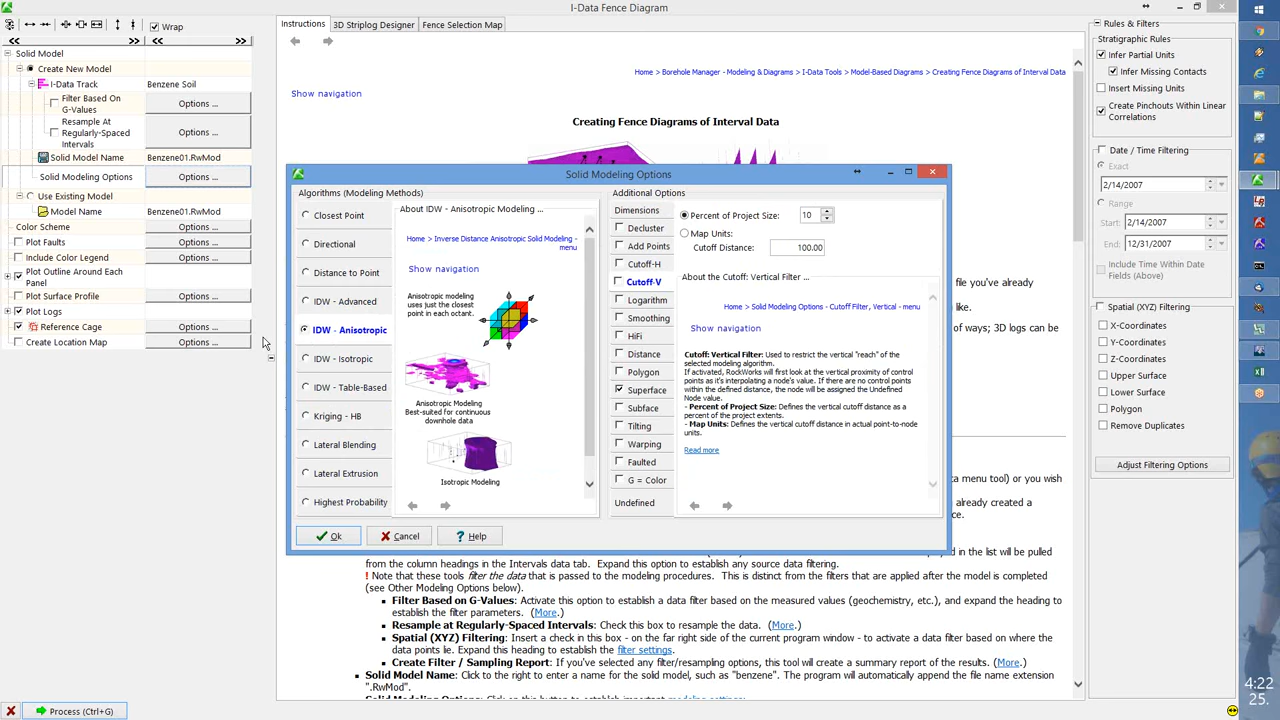 I-Data Fence Diagram
Wrap
<< >> << >>
Solid Model
Create New Model
I-Data Track Benzene Soil
Filter Based On
G-Values
Options ...
Resample At
Regularly-Spaced
Intervals
Options ...
Solid Model Name Benzene01.RwMod
Solid Modeling Options Options ...
Use Existing Model
Model Name Benzene01.RwMod
Color Scheme Options ...
Plot Faults Options ...
Include Color Legend Options ...
Plot Outline Around Each
Panel
Options ...
Plot Surface Profile Options ...
Plot Logs Options ...
Reference Cage Options ...
Create Location Map Options ...
Instructions 3D Striplog Designer Fence Selection Map
Home > Borehole Manager - Modeling & Diagrams > I-Data Tools > Model-Based Diagrams > Creating Fence Diagrams of Interval Data
Show navigation
Creating Fence Diagrams of Interval Data
Solid Modeling Options
Algorithms (Modeling Methods)
Closest Point
Directional
Distance to Point
IDW - Advanced
IDW - Anisotropic
IDW - Isotropic
IDW - Table-Based
Kriging - HB
Lateral Blending
Lateral Extrusion
Highest Probability
About IDW - Anisotropic Modeling ...
Home > Inverse Distance Anisotropic Solid Modeling -
menu
Show navigation
Anisotropic modeling
uses just the closest
point in each octant.
Anisotropic Modeling
Best-suited for continuous
downhole data
Isotropic Modeling
Additional Options
Dimensions
Decluster
Add Points
Cutoff-H
Cutoff-V
Logarithm
Smoothing
HiFi
Distance
Polygon
Superface
Subface
Tilting
Warping
Faulted
G = Color
Undefined
Percent of Project Size: 10
Map Units:
Cutoff Distance: 100.00
About the Cutoff: Vertical Filter ...
Home > Solid Modeling Options - Cutoff Filter, Vertical - menu
Show navigation
Cutoff: Vertical Filter: Used to restrict the vertical "reach" of the
selected modeling algorithm.
If activated, RockWorks will first look at the vertical proximity of control
points as it's interpolating a node's value. If there are no control points
within the defined distance, the node will be assigned the Undefined
Node value.
- Percent of Project Size: Defines the vertical cutoff distance as a
percent of the project extents.
- Map Units: Defines the vertical cutoff distance in actual point-to-node
units.
Read more
Ok Cancel Help
file you've already
like.
of ways; 3D logs can be
a menu tool) or you wish
already created a
ce.
d in the list will be pulled
from the column headings in the Intervals data tab. Expand this option to establish any source data filtering.
! Note that these tools filter the data that is passed to the modeling procedures. This is distinct from the filters that are applied after the model is completed
(see Other Modeling Options below).
Filter Based on G-Values: Activate this option to establish a data filter based on the measured values (geochemistry, etc.), and expand the heading to
establish the filter parameters. (More.)
Resample at Regularly-Spaced Intervals: Check this box to resample the data. (More.)
Spatial (XYZ) Filtering: Insert a check in this box - on the far right side of the current program window - to activate a data filter based on where the
data points lie. Expand this heading to establish the filter settings.
Create Filter / Sampling Report: If you've selected any filter/resampling options, this tool will create a summary report of the results. (More.)
Solid Model Name: Click to the right to enter a name for the solid model, such as "benzene". The program will automatically append the file name extension
".RwMod".
Rules & Filters
Stratigraphic Rules
Infer Partial Units
Infer Missing Contacts
Insert Missing Units
Create Pinchouts Within Linear
Correlations
Date / Time Filtering
Exact
2/14/2007
Range
Start: 2/14/2007
End: 12/31/2007
Include Time Within Date
Fields (Above)
Spatial (XYZ) Filtering
X-Coordinates
Y-Coordinates
Z-Coordinates
Upper Surface
Lower Surface
Polygon
Remove Duplicates
Adjust Filtering Options
Process (Ctrl+G)
4:22
25.